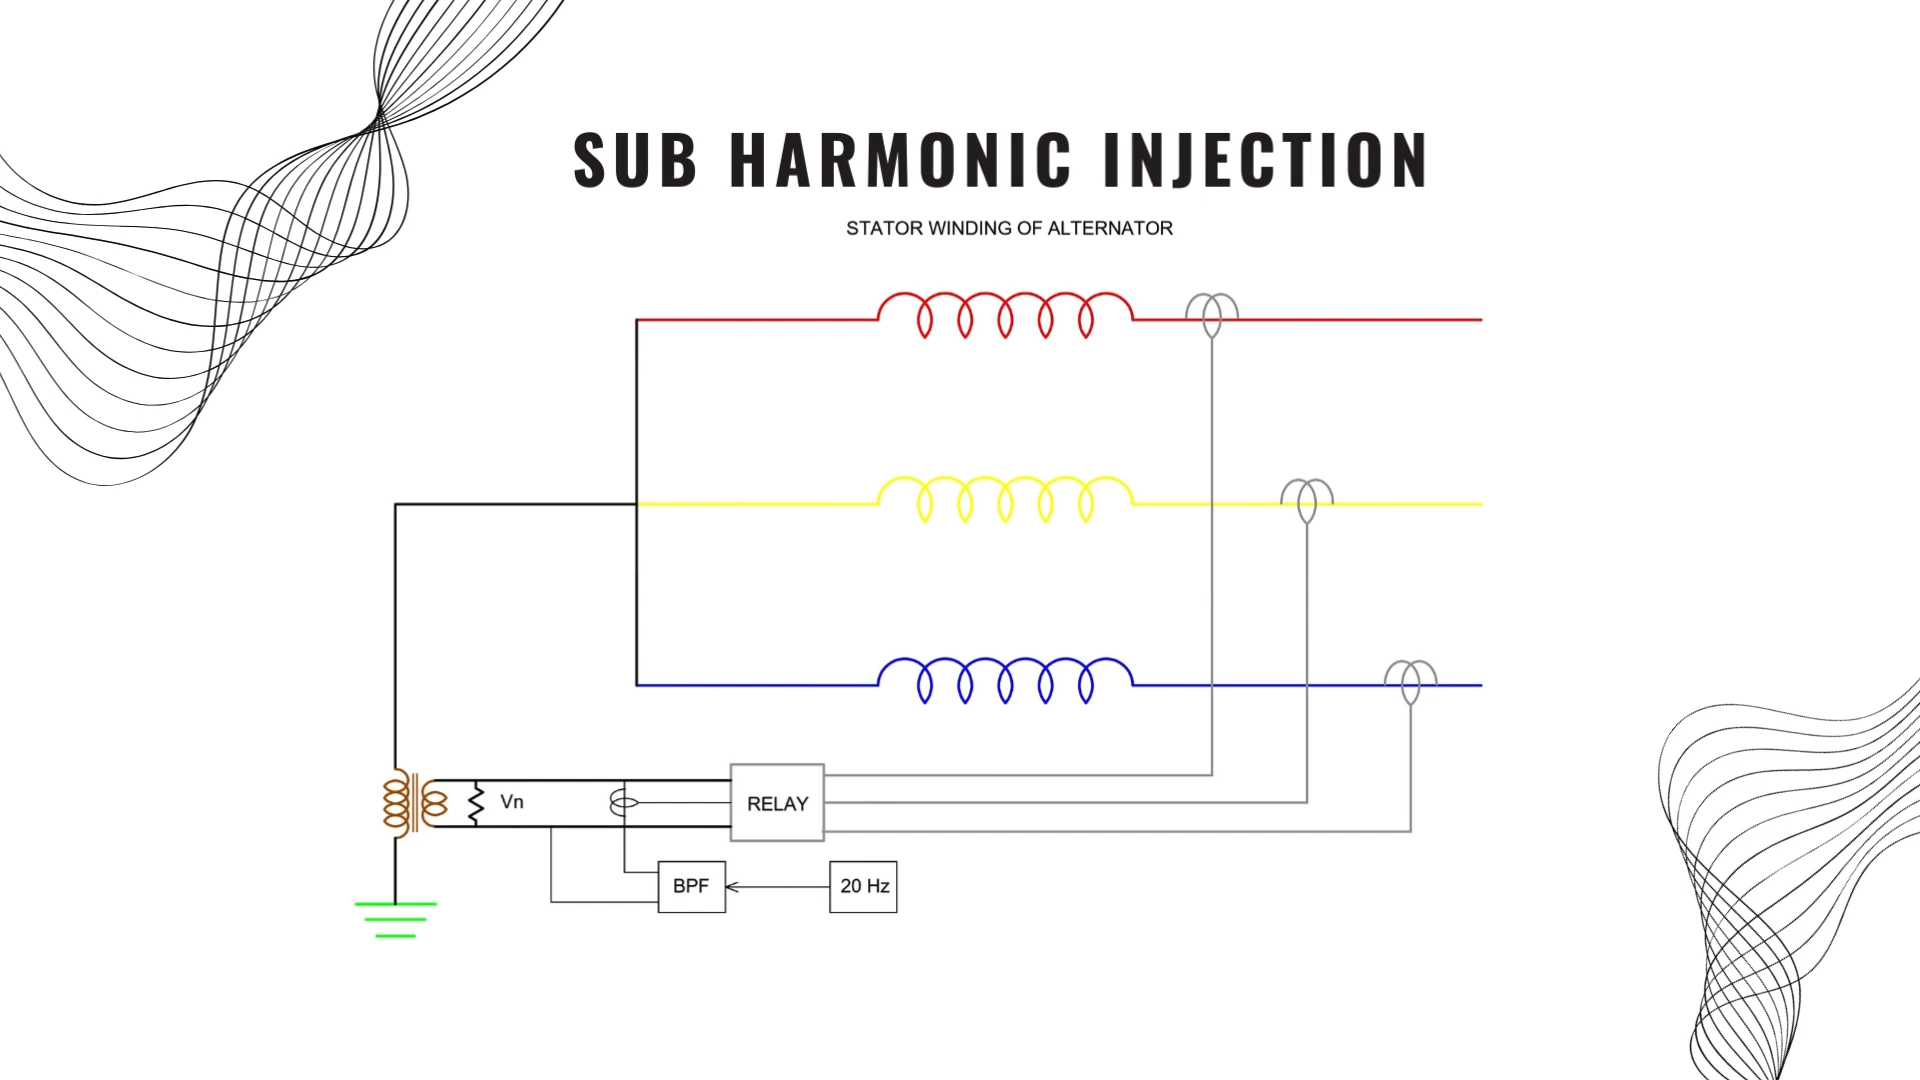 SUB HARMONIC INJECTION
STATOR WINDING OF ALTERNATOR
Vn
RELAY
BPF
20 Hz